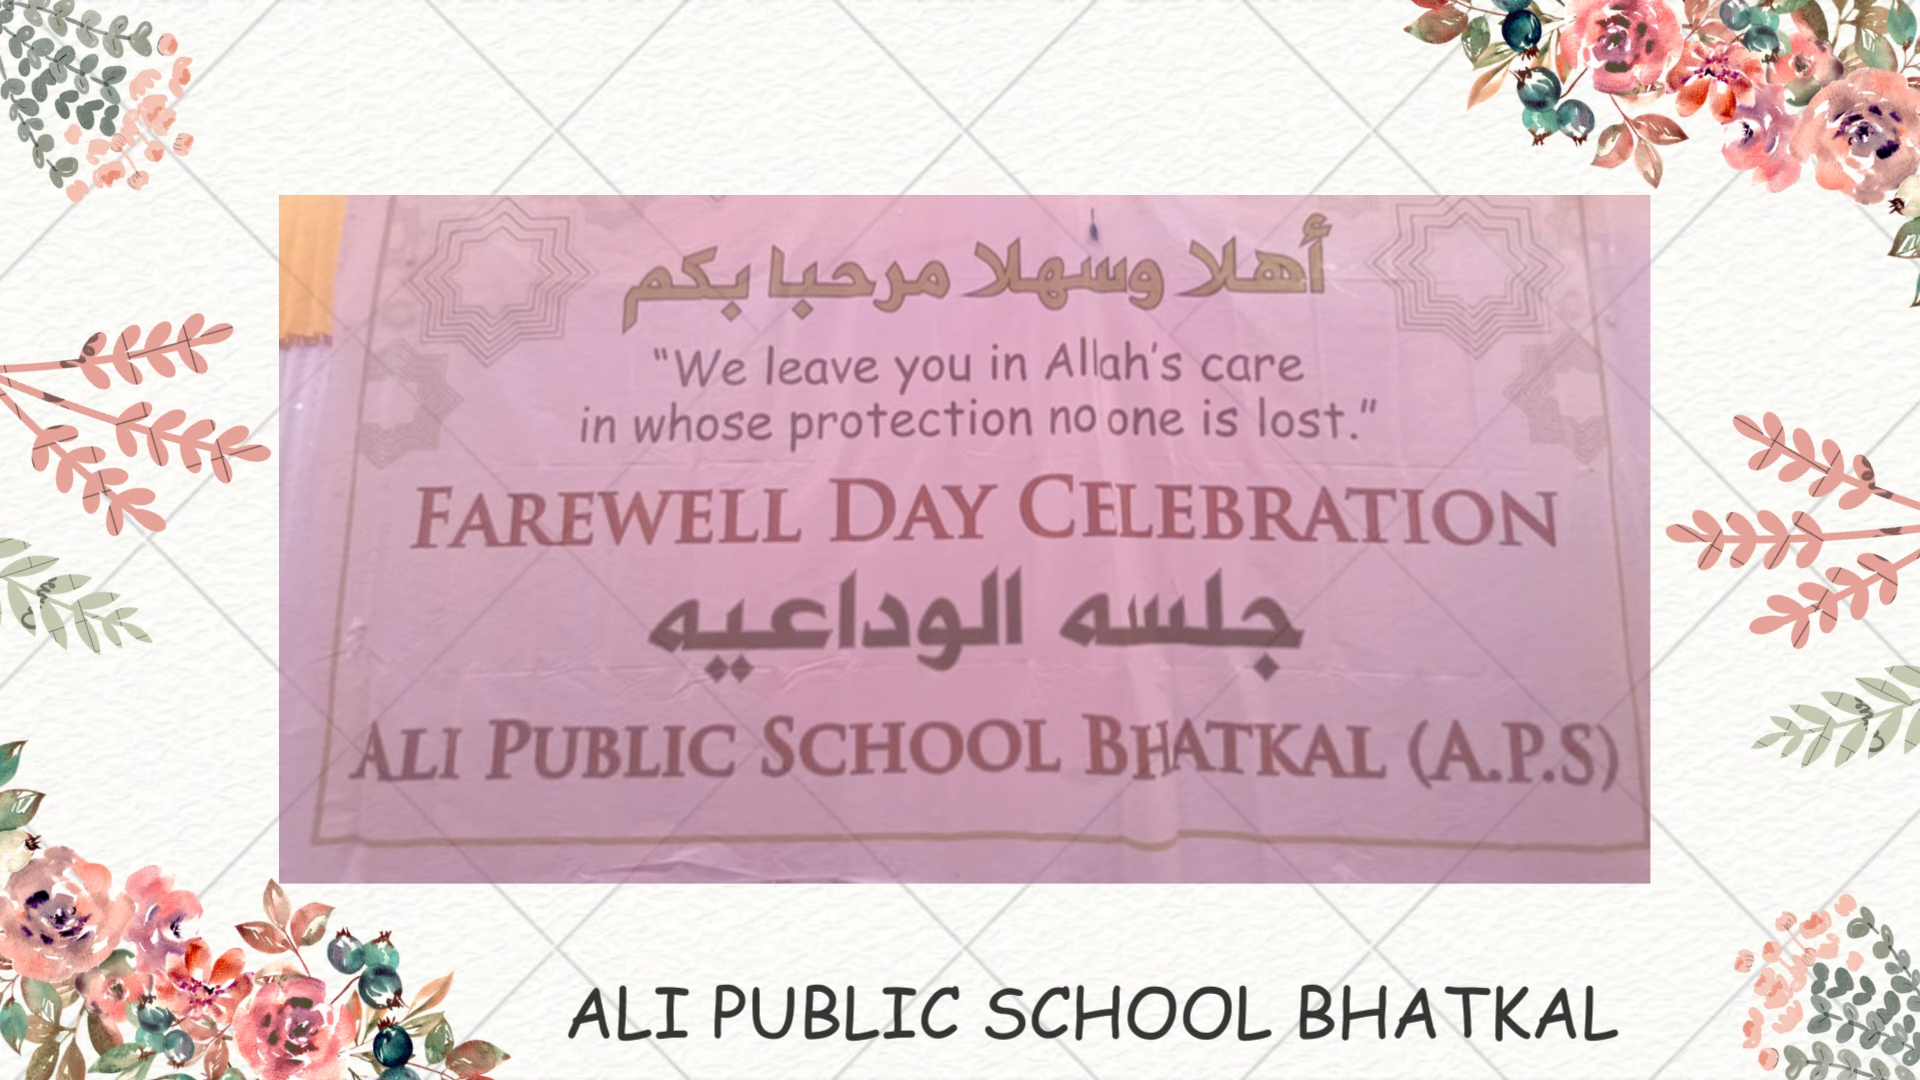 أهلا وسهلا مرحبا بكم
"We leave you in Allah's care
in whose protection no one is lost."
FAREWELL DAY CELEBRATION
جلسه الوداعيه
ALI PUBLIC SCHOOL BHATKAL (A.P.S)
ALI PUBLIC SCHOOL BHATKAL